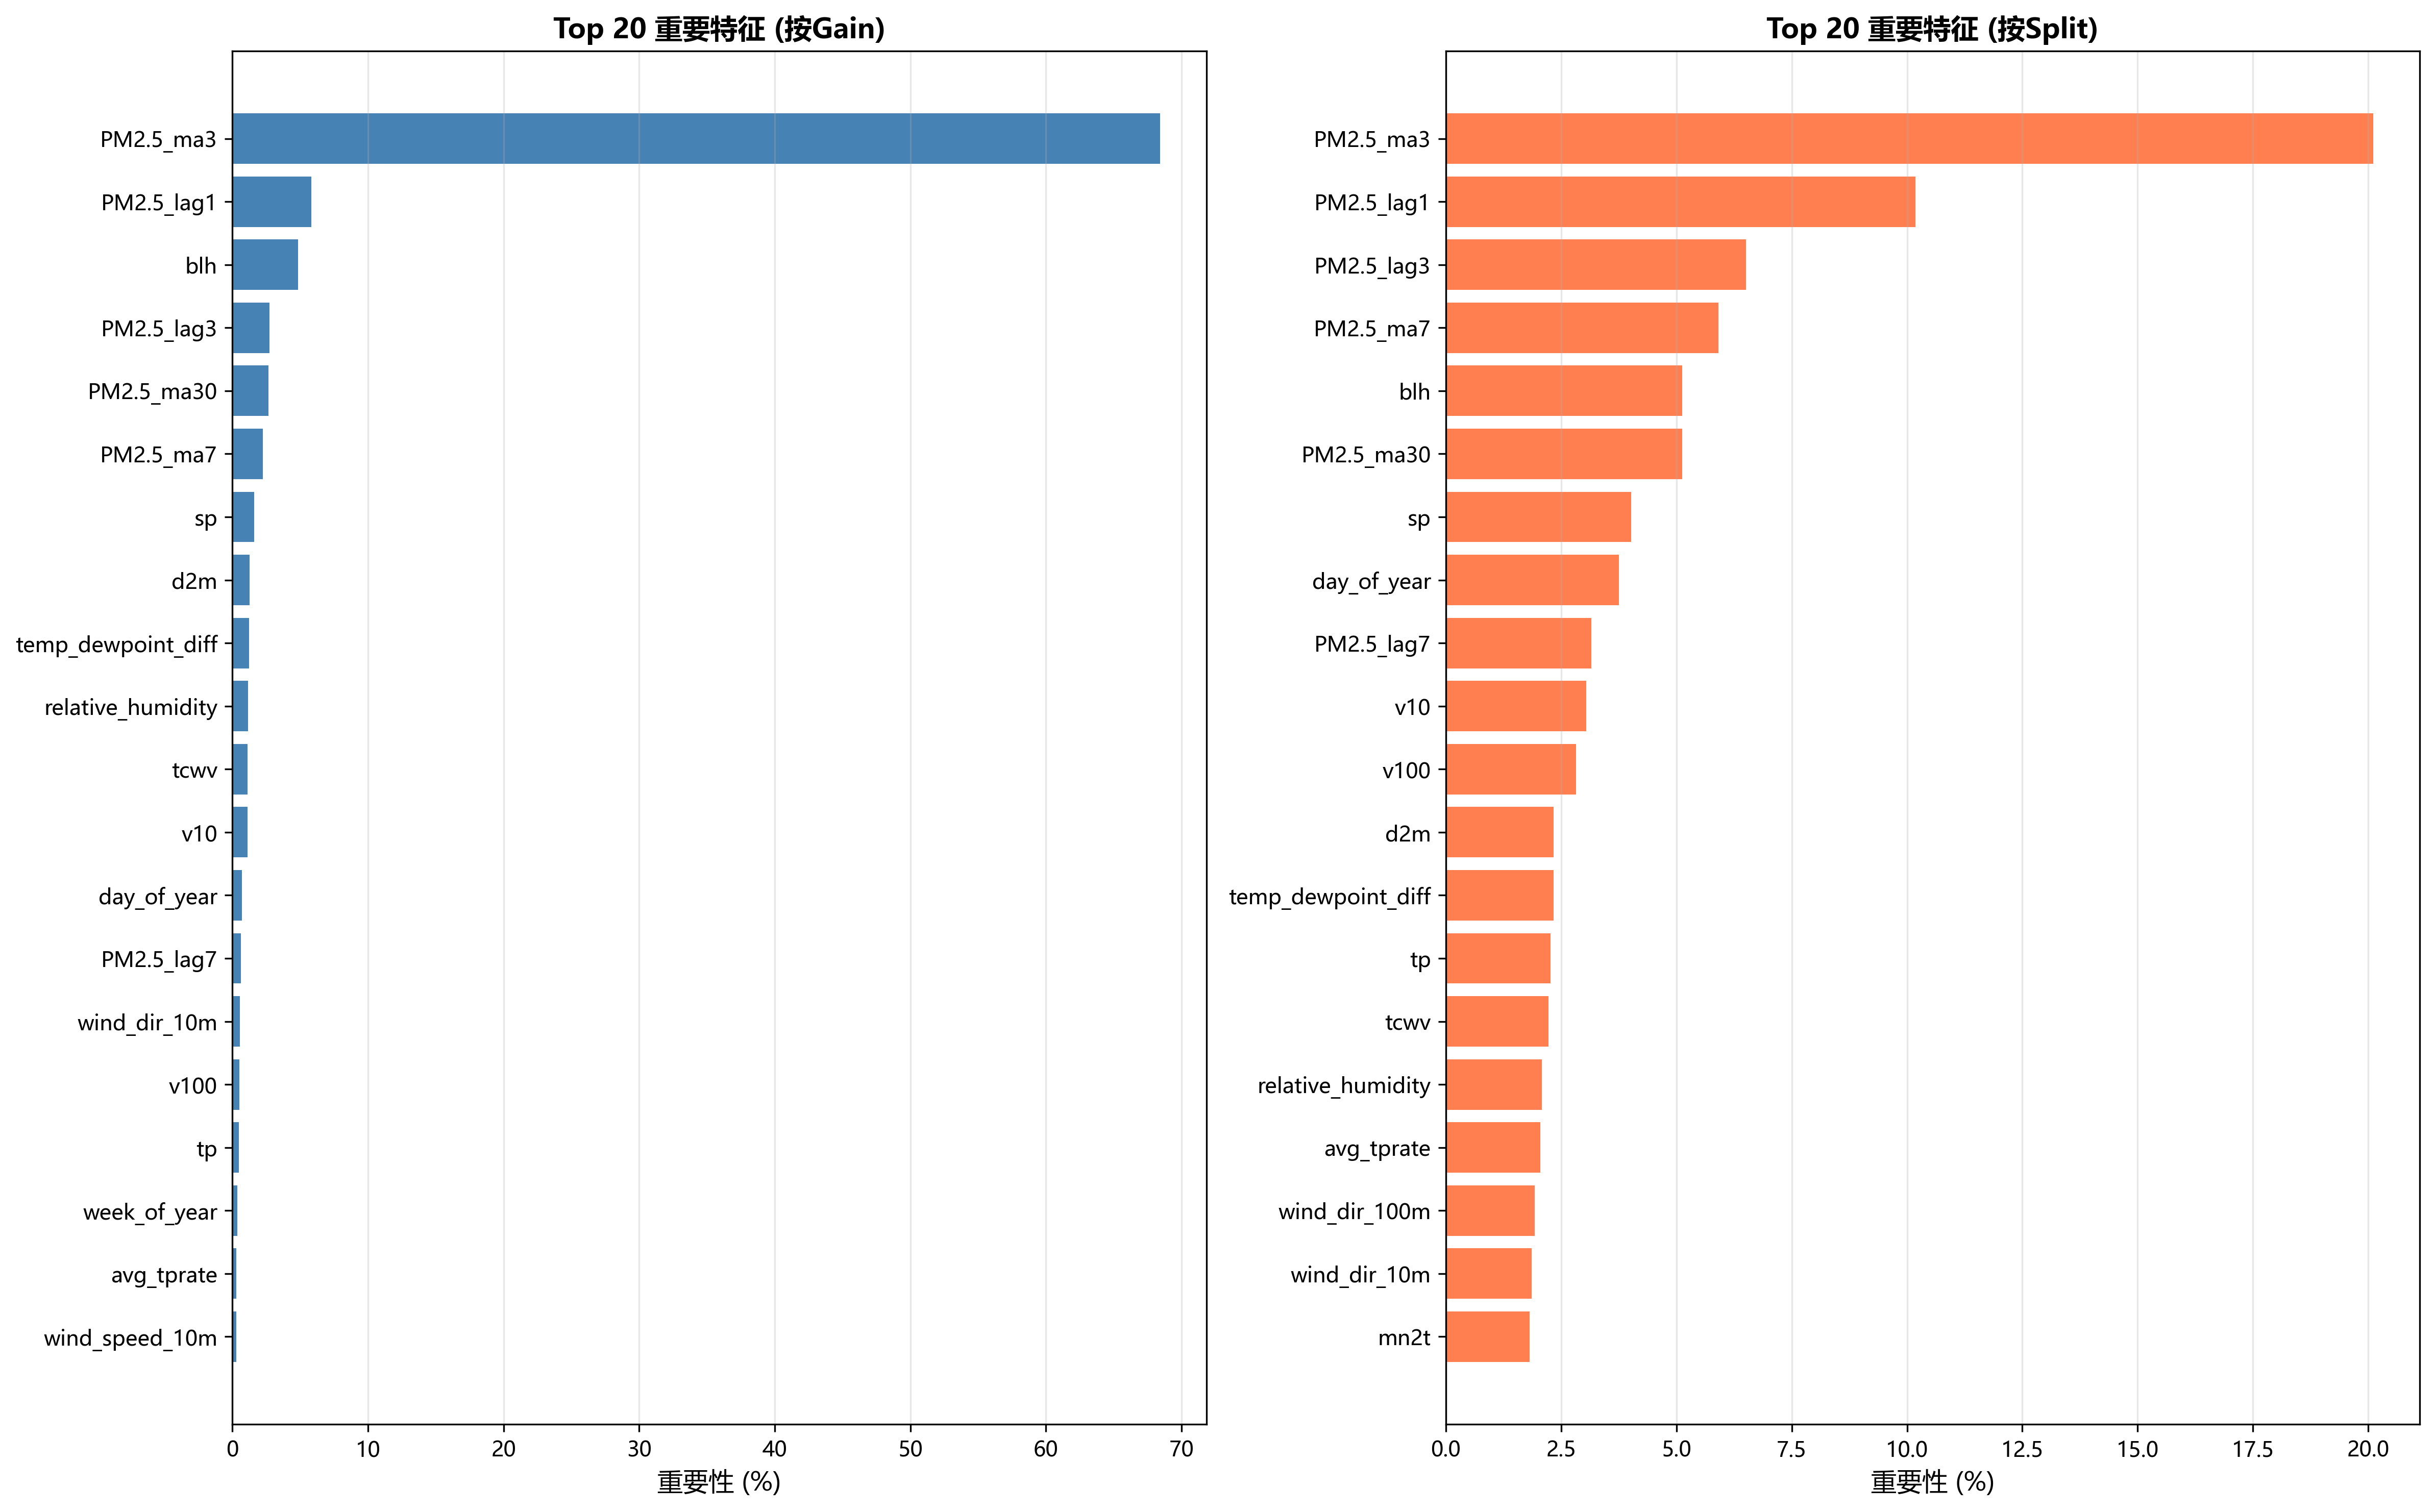 Top 20 重要特征 (按Gain)
PM2.5_ma3
PM2.5_lag1
blh
PM2.5_lag3
PM2.5_ma30
PM2.5_ma7
sp
d2m
temp_dewpoint_diff
relative_humidity
tcwv
v10
day_of_year
PM2.5_lag7
wind_dir_10m
v100
tp
week_of_year
avg_tprate
wind_speed_10m
0 10 20 30 40 50 60 70
重要性 (%)
Top 20 重要特征 (按Split)
PM2.5_ma3
PM2.5_lag1
PM2.5_lag3
PM2.5_ma7
blh
PM2.5_ma30
sp
day_of_year
PM2.5_lag7
v10
v100
d2m
temp_dewpoint_diff
tp
tcwv
relative_humidity
avg_tprate
wind_dir_100m
wind_dir_10m
mn2t
0.0 2.5 5.0 7.5 10.0 12.5 15.0 17.5 20.0
重要性 (%)